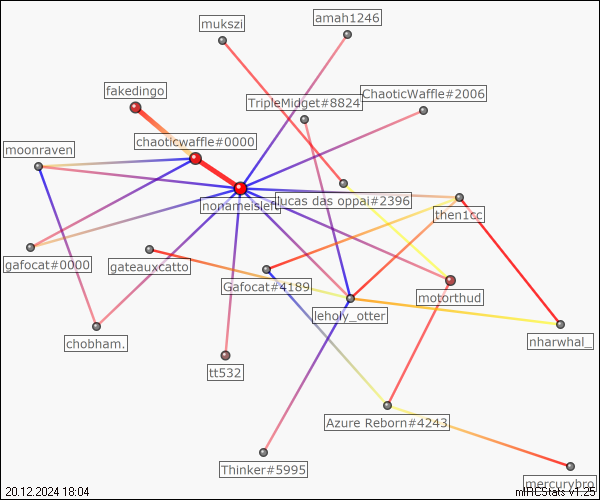 amah1246
mukszi
fakedingo
ChaoticWaffle#2006
TripleMidget#8824
chaoticwaffle#0000
moonraven
lucas das oppai#2396
nonameisleft
then1cc
gafocat#0000
gateauxcatto
Gafocat#4189
motorthud
leholy_otter
chobham.
nharwhal_
tt532
Azure Reborn#4243
Thinker#5995
mercurybro
20.12.2024 18:04
mIRCStats v1.25